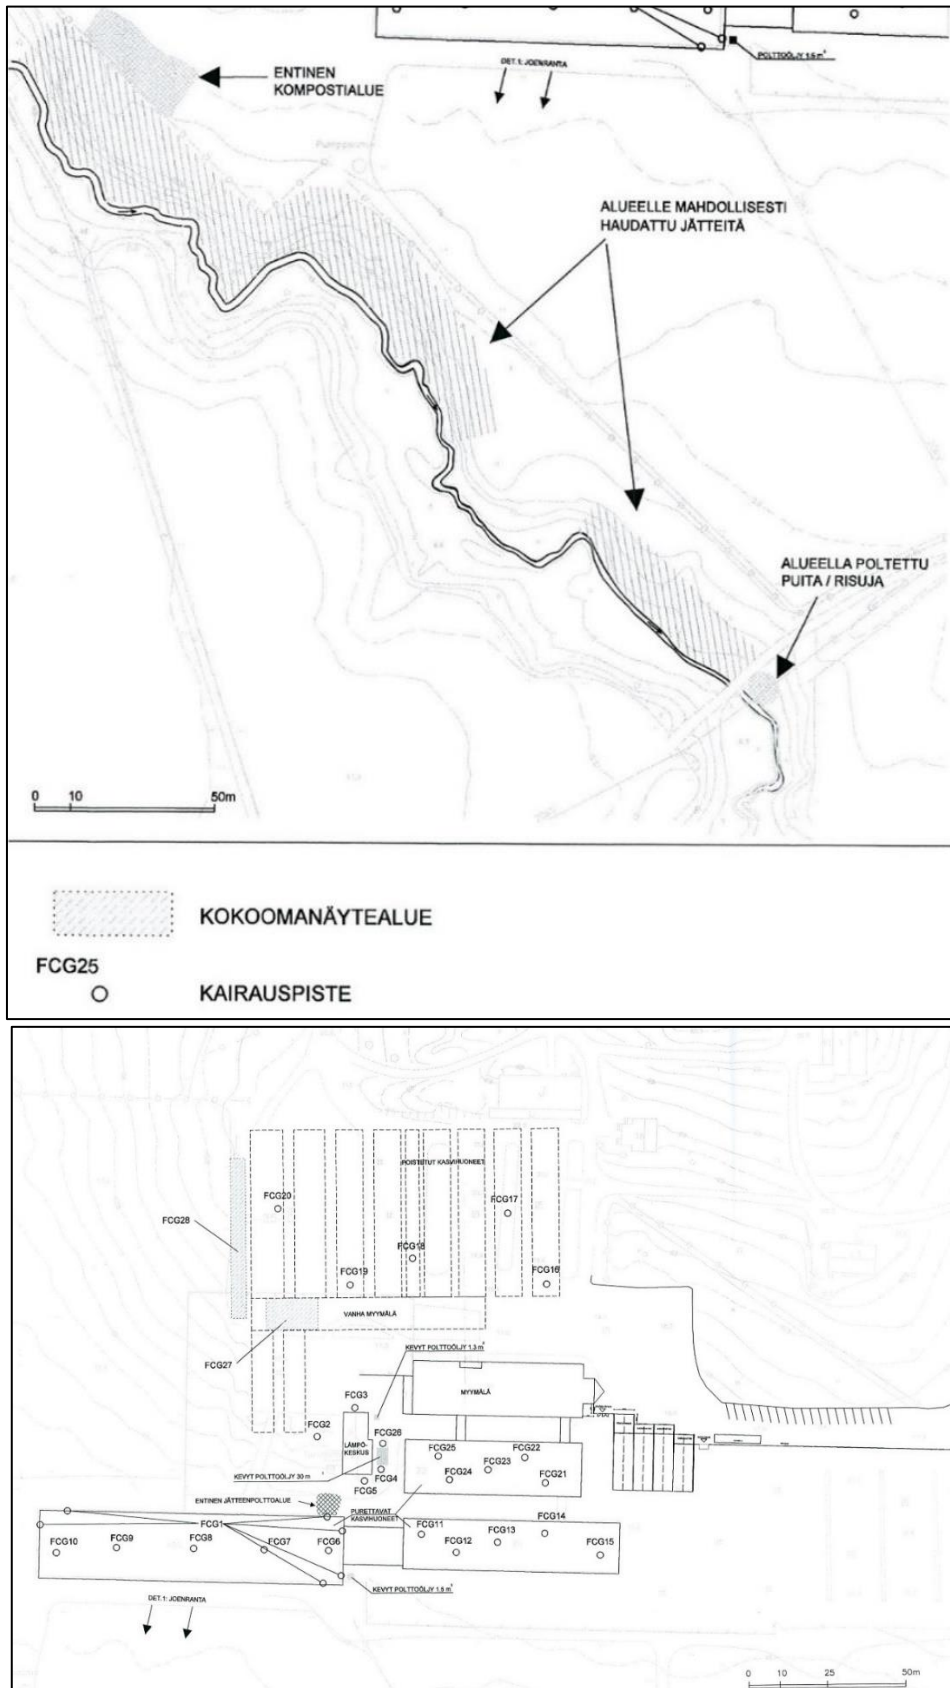 POLTTOÖLJY 1.5 m³
DET. 1: JOENRANTA
ENTINEN
KOMPOSTIALUE
ALUEELLE MAHDOLLISESTI
HAUDATTU JÄTTEITÄ
ALUEELLA POLTETTU
PUITA / RISUJA
0 10 50m
KOKOOMANÄYTEALUE
FCG25
KAIRAUSPISTE
POISTETUT KASVIHUONEET
FCG20
FCG17
FCG28
FCG18
FCG19
FCG16
VANHA MYYMÄLÄ
KEVYT POLTTOÖLJY 1.3 m³
FCG27
MYYMÄLÄ
FCG3
FCG2
LÄMPÖ-
KESKUS
FCG26
FCG25
FCG22
FCG23
KEVYT POLTTOÖLJY 30 m³
FCG4
FCG24
FCG21
FCG5
ENTINEN JÄTTEENPOLTTOALUE
PURETTAVAT
KASVIHUONEET
FCG1
FCG11
FCG13
FCG14
FCG10
FCG9
FCG8
FCG7
FCG6
FCG12
FCG15
KEVYT POLTTOÖLJY 1.5 m³
DET.1: JOENRANTA
0 10 25 50m